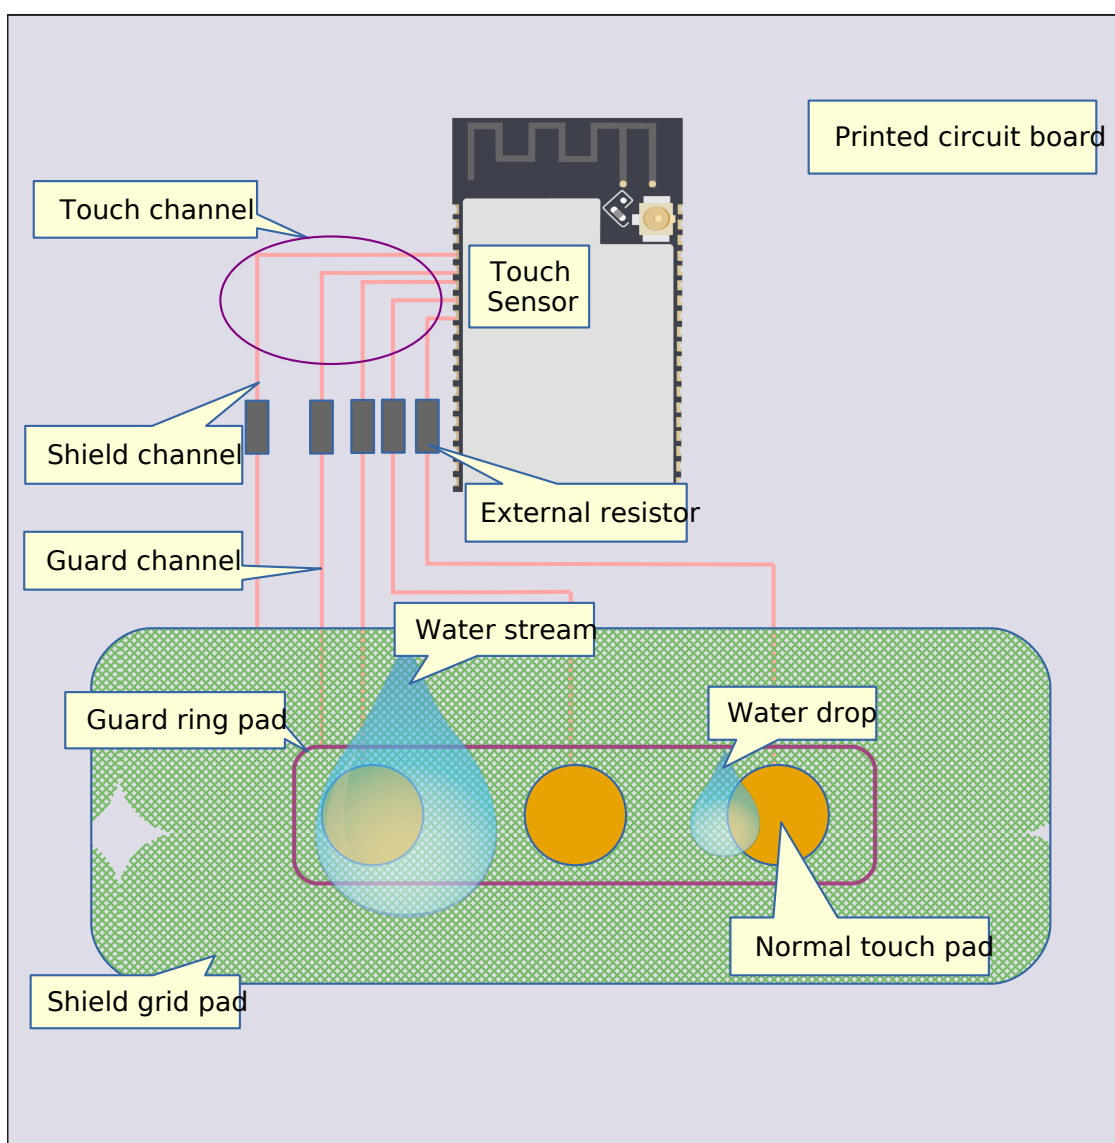 Printed circuit board
Touch channel
Touch
Sensor
Shield channel
External resistor
Guard channel
Water stream
Guard ring pad
Water drop
Normal touch pad
Shield grid pad